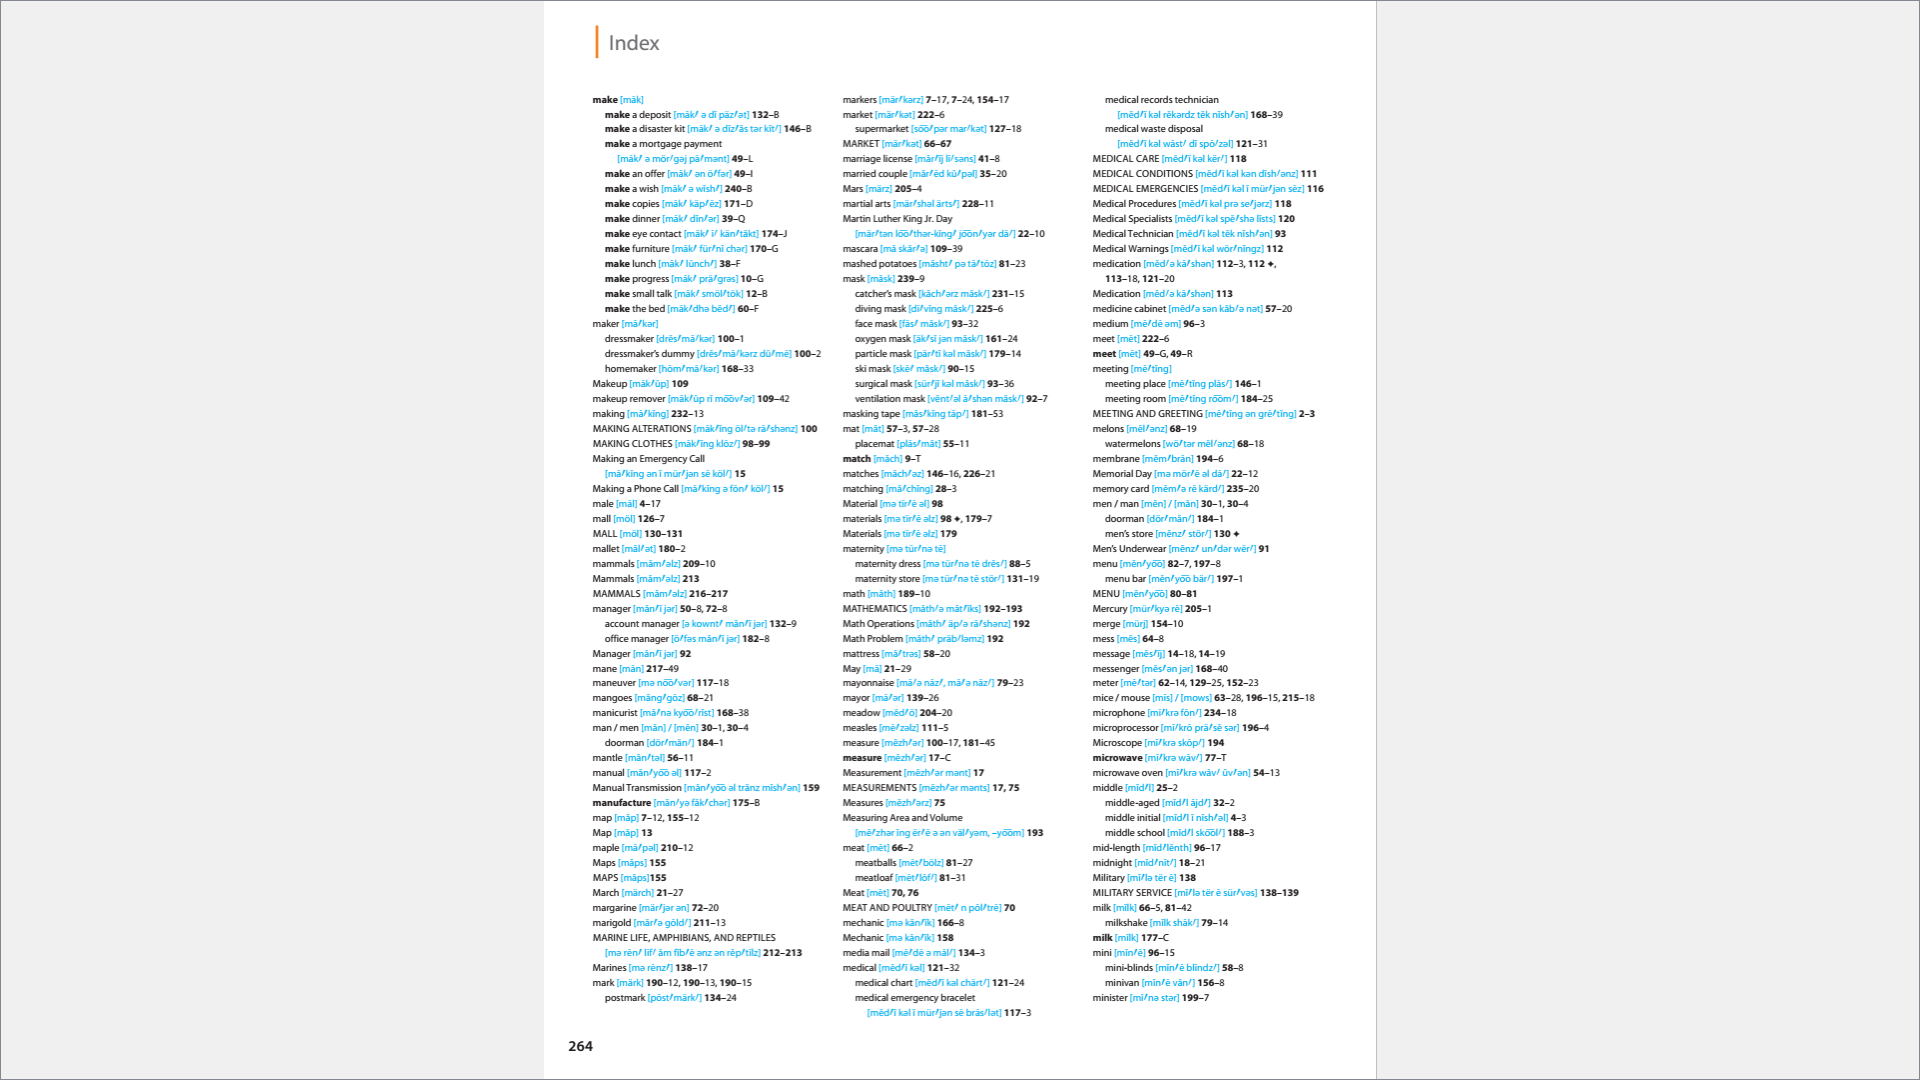 Index
make [māk]
make a deposit [māk/ ə dĭ päz/ət] 132–B
make a disaster kit [māk/ ə dĭz/ăs tər kĭt/] 146–B
make a mortgage payment
[māk/ ə mör/gəj pā/mənt] 49–L
make an offer [māk/ ən ö/fər] 49–I
make a wish [māk/ ə wĭsh/] 240–B
make copies [māk/ käp/ēz] 171–D
make dinner [māk/ dĭn/ər] 39–Q
make eye contact [māk/ ī/ kän/täkt] 174–J
make furniture [māk/ für/nĭ chər] 170–G
make lunch [māk/ lŭnch/] 38–F
make progress [māk/ prä/grəs] 10–G
make small talk [māk/ smöl/tök] 12–B
make the bed [māk/dhə bĕd/] 60–F
maker [mā/kər]
dressmaker [drĕs/mā/kər] 100–1
dressmaker's dummy [drĕs/mā/kərz dŭ/mē] 100–2
homemaker [hōm/mā/kər] 168–33
Makeup [māk/ŭp] 109
makeup remover [māk/ŭp rĭ mo͞ov/ər] 109–42
making [mā/kĭng] 232–13
MAKING ALTERATIONS [māk/ĭng öl/tə rā/shənz] 100
MAKING CLOTHES [māk/ĭng klōz/] 98–99
Making an Emergency Call
[mā/kĭng ən ĭ mür/jən sē köl/] 15
Making a Phone Call [mā/kĭng ə fōn/ köl/] 15
male [māl] 4–17
mall [möl] 126–7
MALL [möl] 130–131
mallet [măl/ət] 180–2
mammals [măm/əlz] 209–10
Mammals [măm/əlz] 213
MAMMALS [măm/əlz] 216–217
manager [măn/ĭ jər] 50–8, 72–8
account manager [ə kownt/ măn/ĭ jər] 132–9
office manager [ö/fəs măn/ĭ jər] 182–8
Manager [măn/ĭ jər] 92
mane [mān] 217–49
maneuver [mə no͞o/vər] 117–18
mangoes [măng/gōz] 68–21
manicurist [mă/nə kyo͝o/rĭst] 168–38
man / men [măn] / [mĕn] 30–1, 30–4
doorman [dör/măn/] 184–1
mantle [măn/təl] 56–11
manual [măn/yo͞o əl] 117–2
Manual Transmission [măn/yo͞o əl trănz mĭsh/ən] 159
manufacture [măn/yə făk/chər] 175–B
map [măp] 7–12, 155–12
Map [măp] 13
maple [mā/pəl] 210–12
Maps [măps] 155
MAPS [măps]155
March [märch] 21–27
margarine [mär/jər ən] 72–20
marigold [măr/ə gōld/] 211–13
MARINE LIFE, AMPHIBIANS, AND REPTILES
[mə rēn/ līf/ ăm fĭb/ē ənz ən rĕp/tīlz] 212–213
Marines [mə rēnz/] 138–17
mark [märk] 190–12, 190–13, 190–15
postmark [pōst/märk/] 134–24
markers [mär/kərz] 7–17, 7–24, 154–17
market [mär/kət] 222–6
supermarket [so͞o/pər mar/kət] 127–18
MARKET [mär/kət] 66–67
marriage license [măr/ĭj lī/səns] 41–8
married couple [măr/ēd kŭ/pəl] 35–20
Mars [märz] 205–4
martial arts [mär/shəl ärts/] 228–11
Martin Luther King Jr. Day
[mär/tən lo͞o/thər-kĭng/ jo͞on/yər dā/] 22–10
mascara [mă skăr/ə] 109–39
mashed potatoes [măsht/ pə tā/tōz] 81–23
mask [măsk] 239–9
catcher's mask [kăch/ərz măsk/] 231–15
diving mask [dī/vĭng măsk/] 225–6
face mask [fās/ măsk/] 93–32
oxygen mask [äk/sĭ jən măsk/] 161–24
particle mask [pär/tĭ kəl măsk/] 179–14
ski mask [skē/ măsk/] 90–15
surgical mask [sür/jĭ kəl măsk/] 93–36
ventilation mask [vĕnt/əl ā/shən măsk/] 92–7
masking tape [măs/kĭng tāp/] 181–53
mat [măt] 57–3, 57–28
placemat [plās/măt] 55–11
match [măch] 9–T
matches [măch/əz] 146–16, 226–21
matching [mă/chĭng] 28–3
Material [mə tïr/ē əl] 98
materials [mə tïr/ē əlz] 98 ✦, 179–7
Materials [mə tïr/ē əlz] 179
maternity [mə tür/nə tē]
maternity dress [mə tür/nə tē drĕs/] 88–5
maternity store [mə tür/nə tē stör/] 131–19
math [măth] 189–10
MATHEMATICS [măth/ə măt/ĭks] 192–193
Math Operations [măth/ äp/ə rā/shənz] 192
Math Problem [măth/ präb/ləmz] 192
mattress [mă/trəs] 58–20
May [mā] 21–29
mayonnaise [mā/ə nāz/, mā/ə nāz/] 79–23
mayor [mā/ər] 139–26
meadow [mĕd/ō] 204–20
measles [mē/zəlz] 111–5
measure [mĕzh/ər] 100–17, 181–45
measure [mĕzh/ər] 17–C
Measurement [mĕzh/ər mənt] 17
MEASUREMENTS [mĕzh/ər mənts] 17, 75
Measures [mĕzh/ərz] 75
Measuring Area and Volume
[mĕ/zhər ĭng ër/ē ə ən väl/yəm, –yo͞om] 193
meat [mēt] 66–2
meatballs [mēt/bölz] 81–27
meatloaf [mēt/lōf/] 81–31
Meat [mēt] 70, 76
MEAT AND POULTRY [mēt/ n pōl/trē] 70
mechanic [mə kăn/ĭk] 166–8
Mechanic [mə kăn/ĭk] 158
media mail [mē/dē ə māl/] 134–3
medical [mĕd/ĭ kəl] 121–32
medical chart [mĕd/ĭ kəl chärt/] 121–24
medical emergency bracelet
[mĕd/ĭ kəl ĭ mür/jən sē brās/lət] 117–3
medical records technician
[mĕd/ĭ kəl rĕkərdz tĕk nĭsh/ən] 168–39
medical waste disposal
[mĕd/ĭ kəl wāst/ dĭ spō/zəl] 121–31
MEDICAL CARE [mĕd/ĭ kəl kër/] 118
MEDICAL CONDITIONS [mĕd/ĭ kəl kən dĭsh/ənz] 111
MEDICAL EMERGENCIES [mĕd/ĭ kəl ĭ mür/jən sēz] 116
Medical Procedures [mĕd/ĭ kəl prə se/jərz] 118
Medical Specialists [mĕd/ĭ kəl spĕ/shə lĭsts] 120
Medical Technician [mĕd/ĭ kəl tĕk nĭsh/ən] 93
Medical Warnings [mĕd/ĭ kəl wör/nĭngz] 112
medication [mĕd/ə kā/shən] 112–3, 112 ✦,
113–18, 121–20
Medication [mĕd/ə kā/shən] 113
medicine cabinet [mĕd/ə sən kăb/ə nət] 57–20
medium [mē/dē əm] 96–3
meet [mēt] 222–6
meet [mēt] 49–G, 49–R
meeting [mē/tĭng]
meeting place [mē/tĭng plās/] 146–1
meeting room [mē/tĭng ro͞om/] 184–25
MEETING AND GREETING [mē/tĭng ən grē/tĭng] 2–3
melons [mĕl/ənz] 68–19
watermelons [wö/tər mĕl/ənz] 68–18
membrane [mĕm/brān] 194–6
Memorial Day [mə mör/ē əl dā/] 22–12
memory card [mĕm/ə rē kärd/] 235–20
men / man [mĕn] / [măn] 30–1, 30–4
doorman [dör/măn/] 184–1
men's store [mĕnz/ stör/] 130 ✦
Men's Underwear [mĕnz/ un/dər wër/] 91
menu [mĕn/yo͞o] 82–7, 197–8
menu bar [mĕn/yo͞o bär/] 197–1
MENU [mĕn/yo͞o] 80–81
Mercury [mür/kyə rē] 205–1
merge [mürj] 154–10
mess [mĕs] 64–8
message [mĕs/ĭj] 14–18, 14–19
messenger [mĕs/ən jər] 168–40
meter [mē/tər] 62–14, 129–25, 152–23
mice / mouse [mīs] / [mows] 63–28, 196–15, 215–18
microphone [mī/krə fōn/] 234–18
microprocessor [mī/krō prä/sĕ sər] 196–4
Microscope [mī/krə skōp/] 194
microwave [mī/krə wāv/] 77–T
microwave oven [mī/krə wāv/ ŭv/ən] 54–13
middle [mĭd/l] 25–2
middle-aged [mĭd/l ājd/] 32–2
middle initial [mĭd/l ĭ nĭsh/əl] 4–3
middle school [mĭd/l sko͞ol/] 188–3
mid-length [mĭd/lĕnth] 96–17
midnight [mĭd/nīt/] 18–21
Military [mĭ/lə tër ē] 138
MILITARY SERVICE [mĭ/lə tër ē sür/vəs] 138–139
milk [mĭlk] 66–5, 81–42
milkshake [mĭlk shāk/] 79–14
milk [mĭlk] 177–C
mini [mĭn/ē] 96–15
mini-blinds [mĭn/ē blīndz/] 58–8
minivan [mĭn/ē văn/] 156–8
minister [mĭ/nə stər] 199–7
264